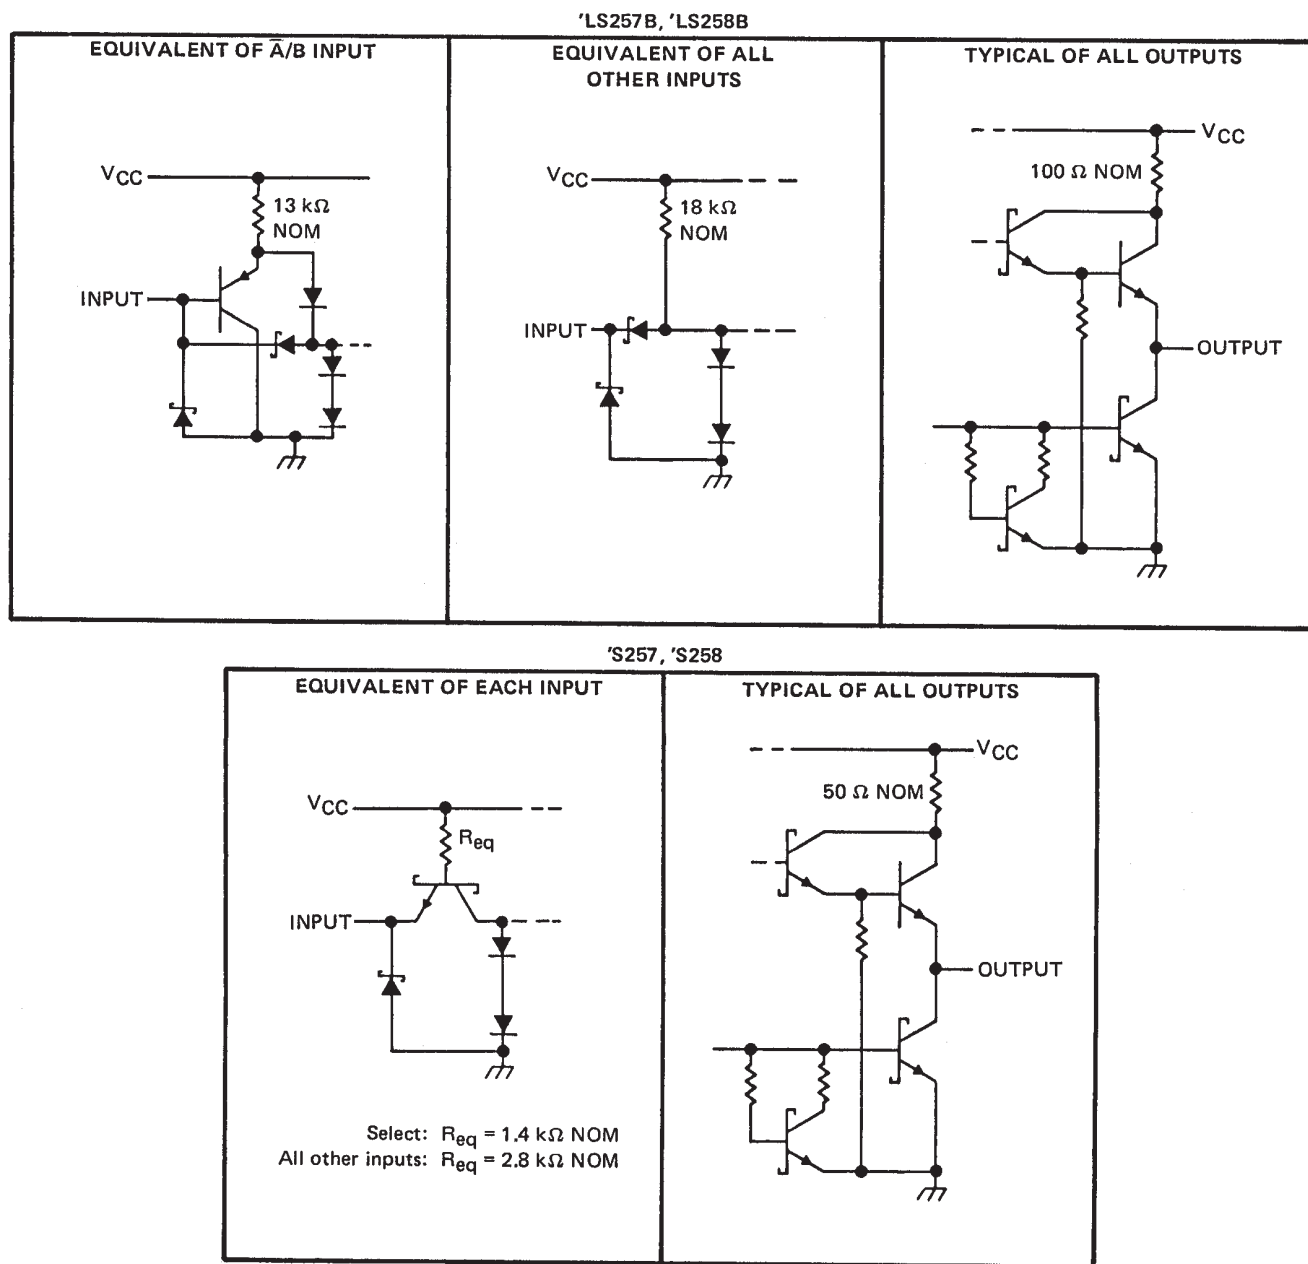 'LS257B, 'LS258B
EQUIVALENT OF A̅/B INPUT
VCC
13 kΩ
NOM
INPUT
EQUIVALENT OF ALL
OTHER INPUTS
VCC
18 kΩ
NOM
INPUT
TYPICAL OF ALL OUTPUTS
VCC
100 Ω NOM
OUTPUT
'S257, 'S258
EQUIVALENT OF EACH INPUT
VCC
Req
INPUT
Select: Req = 1.4 kΩ NOM
All other inputs: Req = 2.8 kΩ NOM
TYPICAL OF ALL OUTPUTS
VCC
50 Ω NOM
OUTPUT